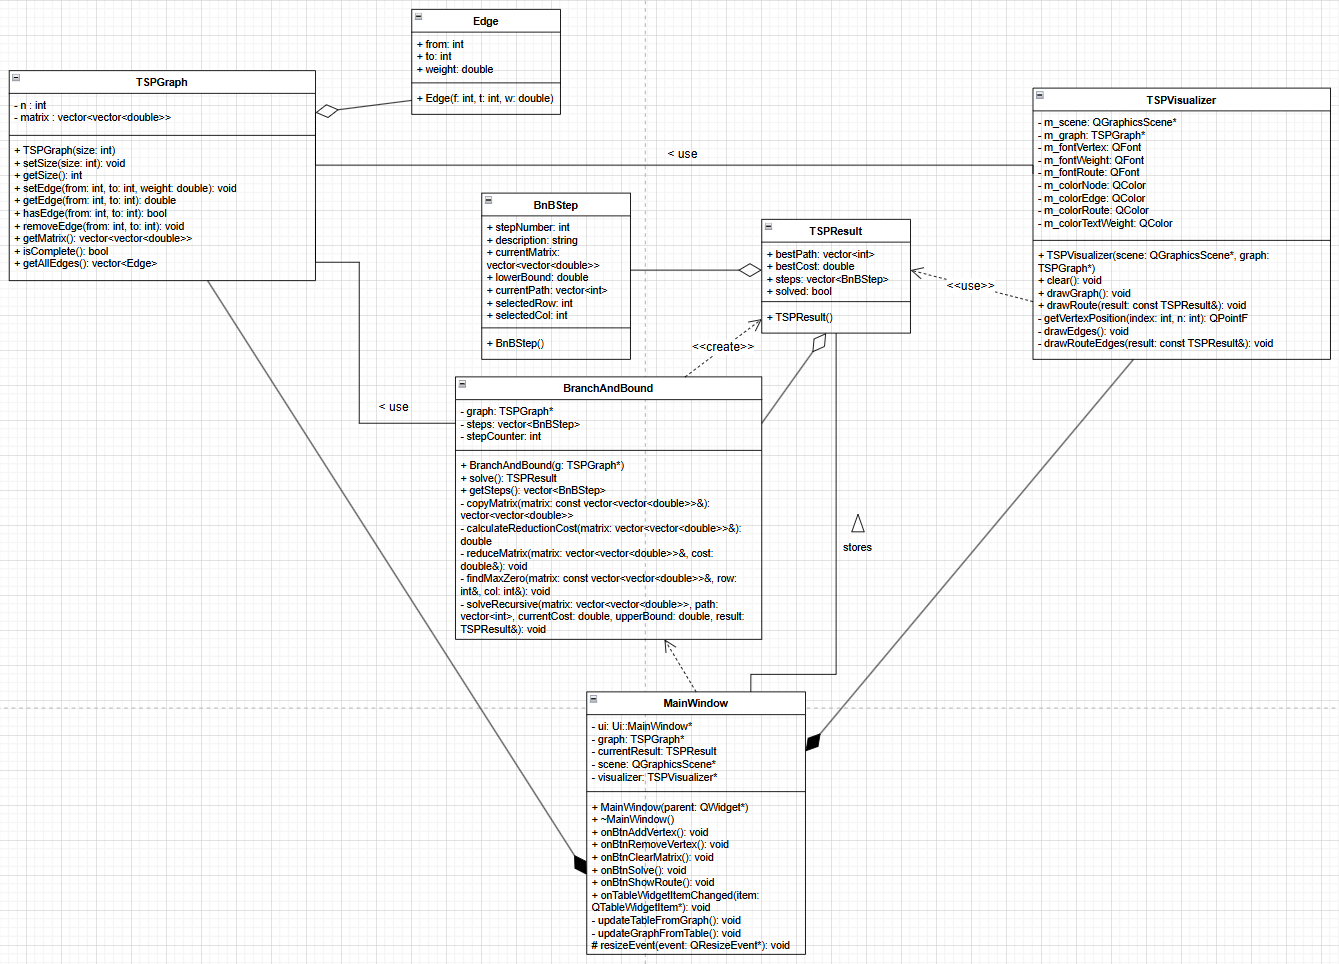 Edge
+ from: int
+ to: int
+ weight: double
+ Edge(f: int, t: int, w: double)
TSPGraph
- n : int
- matrix : vector<vector<double>>
+ TSPGraph(size: int)
+ setSize(size: int): void
+ getSize(): int
+ setEdge(from: int, to: int, weight: double): void
+ getEdge(from: int, to: int): double
+ hasEdge(from: int, to: int): bool
+ removeEdge(from: int, to: int): void
+ getMatrix(): vector<vector<double>>
+ isComplete(): bool
+ getAllEdges(): vector<Edge>
< use
TSPVisualizer
- m_scene: QGraphicsScene*
- m_graph: TSPGraph*
- m_fontVertex: QFont
- m_fontWeight: QFont
- m_fontRoute: QFont
- m_colorNode: QColor
- m_colorEdge: QColor
- m_colorRoute: QColor
- m_colorTextWeight: QColor
+ TSPVisualizer(scene: QGraphicsScene*, graph:
TSPGraph*)
+ clear(): void
+ drawGraph(): void
+ drawRoute(result: const TSPResult&): void
- getVertexPosition(index: int, n: int): QPointF
- drawEdges(): void
- drawRouteEdges(result: const TSPResult&): void
BnBStep
+ stepNumber: int
+ description: string
+ currentMatrix:
vector<vector<double>>
+ lowerBound: double
+ currentPath: vector<int>
+ selectedRow: int
+ selectedCol: int
+ BnBStep()
TSPResult
+ bestPath: vector<int>
+ bestCost: double
+ steps: vector<BnBStep>
+ solved: bool
+ TSPResult()
<<use>>
<<create>>
< use
BranchAndBound
- graph: TSPGraph*
- steps: vector<BnBStep>
- stepCounter: int
+ BranchAndBound(g: TSPGraph*)
+ solve(): TSPResult
+ getSteps(): vector<BnBStep>
- copyMatrix(matrix: const vector<vector<double>>&):
vector<vector<double>>
- calculateReductionCost(matrix: vector<vector<double>>&):
double
- reduceMatrix(matrix: vector<vector<double>>&, cost:
double&): void
- findMaxZero(matrix: const vector<vector<double>>&, row:
int&, col: int&): void
- solveRecursive(matrix: vector<vector<double>>, path:
vector<int>, currentCost: double, upperBound: double, result:
TSPResult&): void
stores
MainWindow
- ui: Ui::MainWindow*
- graph: TSPGraph*
- currentResult: TSPResult
- scene: QGraphicsScene*
- visualizer: TSPVisualizer*
+ MainWindow(parent: QWidget*)
+ ~MainWindow()
+ onBtnAddVertex(): void
+ onBtnRemoveVertex(): void
+ onBtnClearMatrix(): void
+ onBtnSolve(): void
+ onBtnShowRoute(): void
+ onTableWidgetItemChanged(item:
QTableWidgetItem*): void
- updateTableFromGraph(): void
- updateGraphFromTable(): void
# resizeEvent(event: QResizeEvent*): void